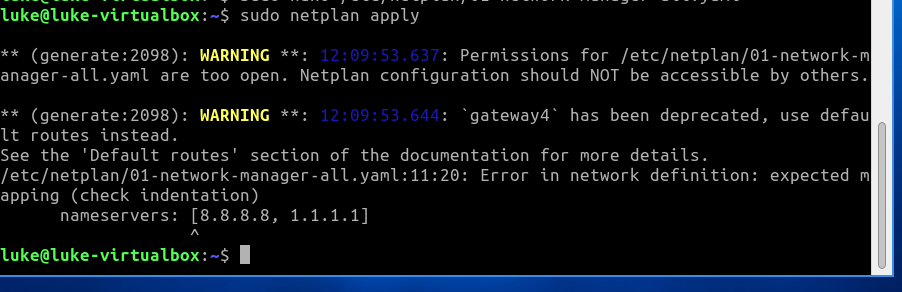 luke@luke-virtualbox:~$ sudo netplan apply
** (generate:2098): WARNING **: 12:09:53.637: Permissions for /etc/netplan/01-network-m
anager-all.yaml are too open. Netplan configuration should NOT be accessible by others.
** (generate:2098): WARNING **: 12:09:53.644: `gateway4` has been deprecated, use defau
lt routes instead.
See the 'Default routes' section of the documentation for more details.
/etc/netplan/01-network-manager-all.yaml:11:20: Error in network definition: expected m
apping (check indentation)
      nameservers: [8.8.8.8, 1.1.1.1]
                   ^
luke@luke-virtualbox:~$